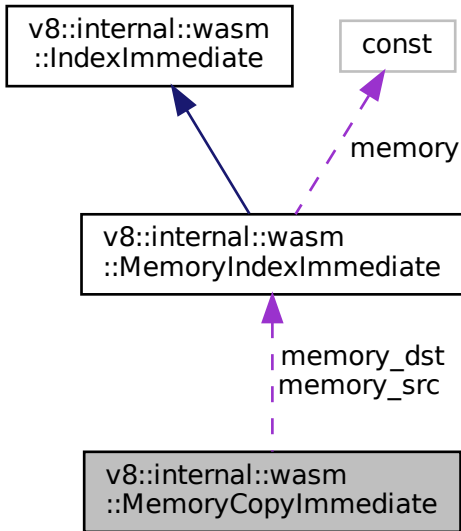 v8::internal::wasm
::IndexImmediate
const
memory
v8::internal::wasm
::MemoryIndexImmediate
memory_dst
memory_src
v8::internal::wasm
::MemoryCopyImmediate